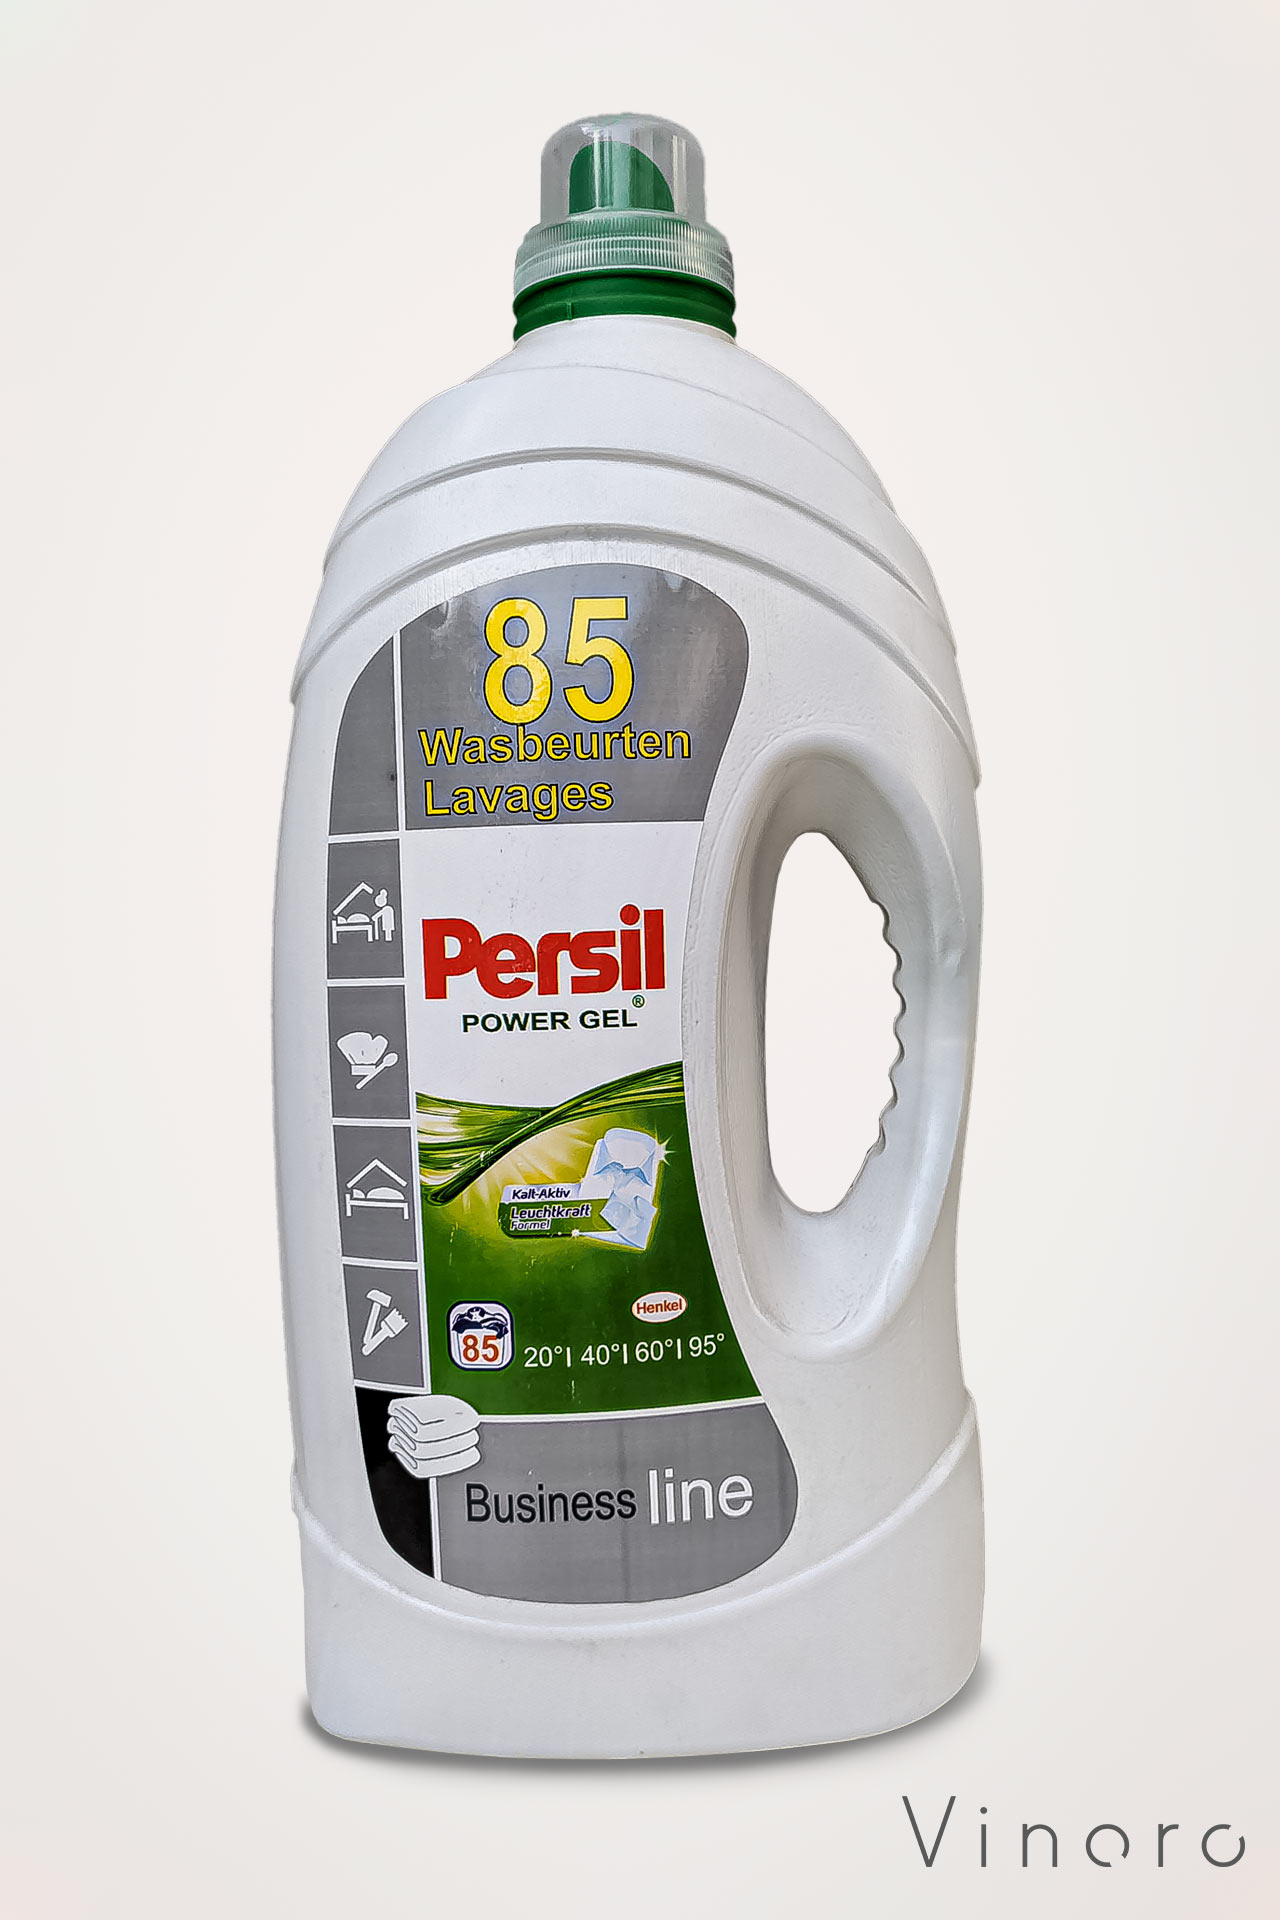 85
Wasbeurten
Lavages
Persil
POWER GEL®
Kalt-Aktiv
Leuchtkraft
Formel
Henkel
85
20°| 40°| 60°| 95°
Business line
Vinoro